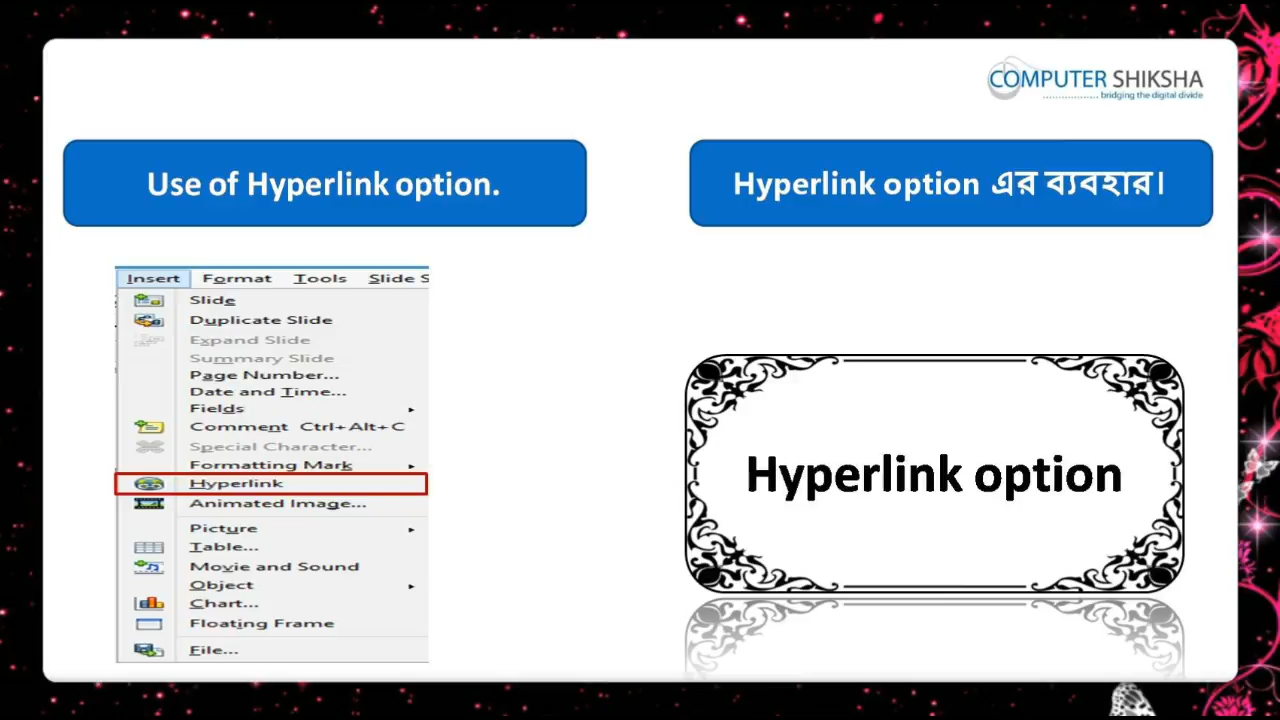 COMPUTER SHIKSHA
bridging the digital divide
Use of Hyperlink option.
Hyperlink option এর ব্যবহার।
Insert Format Tools Slide S
Slide
Duplicate Slide
Expand Slide
Summary Slide
Page Number...
Date and Time...
Fields
Comment Ctrl+Alt+C
Special Character...
Formatting Mark
Hyperlink
Animated Image...
Picture
Table...
Movie and Sound
Object
Chart...
Floating Frame
File...
Hyperlink option